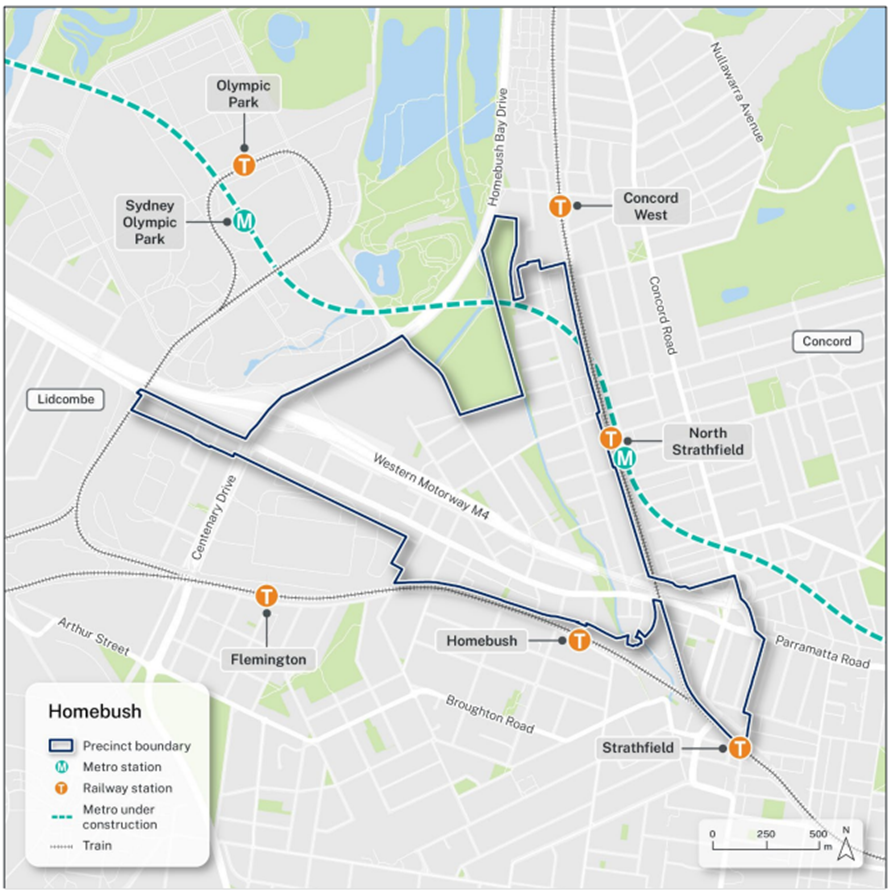 Olympic
Park
Homebush Bay Drive
Nullawarra Avenue
T
Sydney
Olympic
Park
M
T
Concord
West
Concord Road
Concord
Lidcombe
T
North
Strathfield
M
Western Motorway M4
Centenary Drive
T
Flemington
Arthur Street
Homebush
T
Parramatta Road
Broughton Road
Strathfield
T
Homebush
Precinct boundary
M
Metro station
T
Railway station
Metro under
construction
Train
0 250 500
m
N